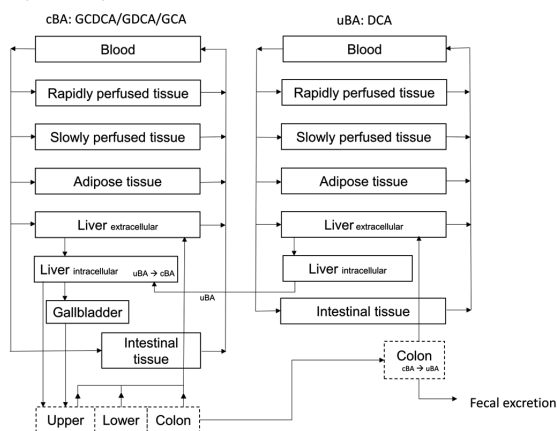 cBA: GCDCA/GDCA/GCA
Blood
Rapidly perfused tissue
Slowly perfused tissue
Adipose tissue
Liver extracellular
Liver intracellular uBA → cBA
Gallbladder
Intestinal
tissue
Upper Lower Colon
uBA
uBA: DCA
Blood
Rapidly perfused tissue
Slowly perfused tissue
Adipose tissue
Liver extracellular
Liver intracellular
Intestinal tissue
Colon
cBA → uBA
Fecal excretion